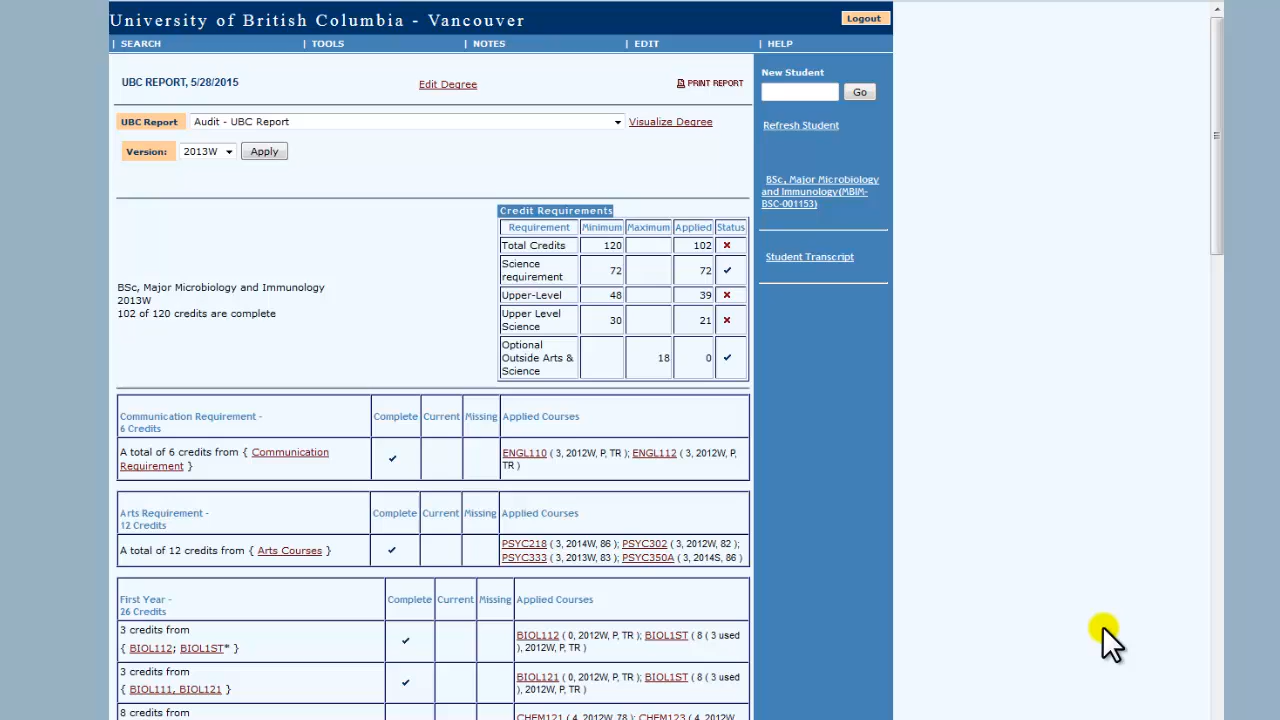 University of British Columbia - Vancouver
Logout
| SEARCH | TOOLS | NOTES | EDIT | HELP
UBC REPORT, 5/28/2015
Edit Degree
PRINT REPORT
UBC Report
Audit - UBC Report
Visualize Degree
Version:
2013W
Apply
New Student
Go
Refresh Student
BSc, Major Microbiology
and Immunology(MBIM-
BSC-001153)
Student Transcript
BSc, Major Microbiology and Immunology
2013W
102 of 120 credits are complete
Credit Requirements
Requirement Minimum Maximum Applied Status
Total Credits 120 102
Science
requirement 72 72
Upper-Level 48 39
Upper Level
Science 30 21
Optional
Outside Arts & 18 0
Science
Communication Requirement -
6 Credits
Complete Current Missing Applied Courses
A total of 6 credits from { Communication
Requirement }
ENGL110 ( 3, 2012W, P, TR ); ENGL112 ( 3, 2012W, P,
TR )
Arts Requirement -
12 Credits
Complete Current Missing Applied Courses
A total of 12 credits from { Arts Courses }
PSYC218 ( 3, 2014W, 86 ); PSYC302 ( 3, 2012W, 82 );
PSYC333 ( 3, 2013W, 83 ); PSYC350A ( 3, 2014S, 86 )
First Year -
26 Credits
Complete Current Missing Applied Courses
3 credits from
{ BIOL112; BIOL1ST* }
BIOL112 ( 0, 2012W, P, TR ); BIOL1ST ( 8 ( 3 used
), 2012W, P, TR )
3 credits from
{ BIOL111, BIOL121 }
BIOL121 ( 0, 2012W, P, TR ); BIOL1ST ( 8 ( 3 used
), 2012W, P, TR )
8 credits from
CHEM121 ( 4, 2012W, 78 ); CHEM123 ( 4, 2012W,